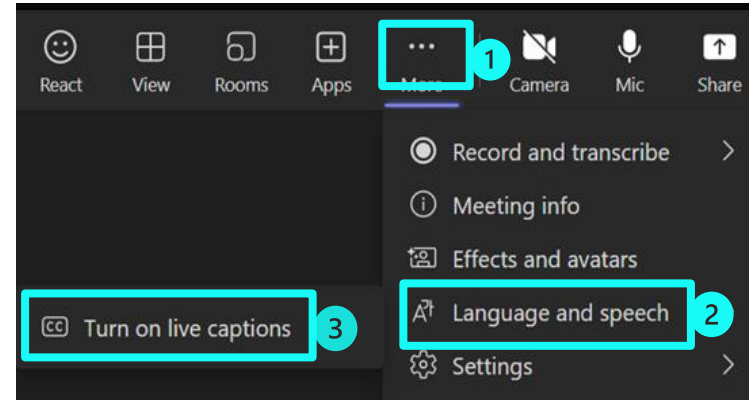 React View Rooms Apps More Camera Mic Share
1
Record and transcribe
Meeting info
Effects and avatars
Language and speech 2
CC Turn on live captions 3
Settings